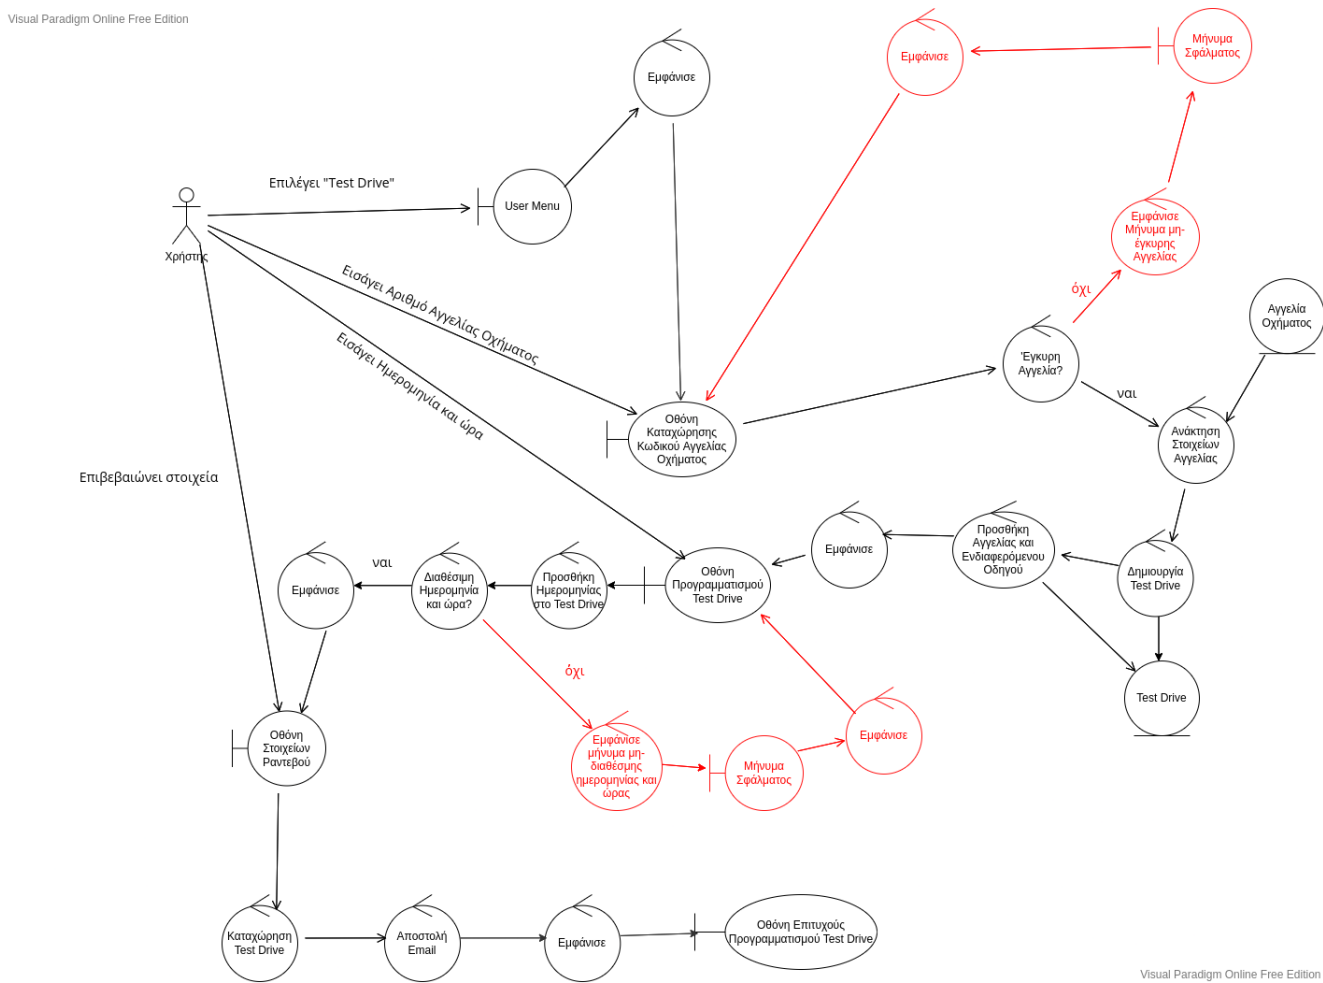 Visual Paradigm Online Free Edition
Εμφάνισε
Εμφάνισε
Μήνυμα
Σφάλματος
Επιλέγει "Test Drive"
User Menu
Χρήστης
Εμφάνισε
Μήνυμα μη-
έγκυρης
Αγγελίας
όχι
Εισάγει Αριθμό Αγγελίας Οχήματος
Εισάγει Ημερομηνία και ώρα
Αγγελία
Οχήματος
Έγκυρη
Αγγελία?
ναι
Οθόνη
Καταχώρησης
Κωδικού Αγγελίας
Οχήματος
Ανάκτηση
Στοιχείων
Αγγελίας
Επιβεβαιώνει στοιχεία
Εμφάνισε
ναι
Διαθέσιμη
Ημερομηνία
και ώρα?
Προσθήκη
Ημερομηνίας
στο Test Drive
Οθόνη
Προγραμματισμού
Test Drive
Εμφάνισε
Προσθήκη
Αγγελίας και
Ενδιαφερόμενου
Οδηγού
Δημιουργία
Test Drive
όχι
Test Drive
Οθόνη
Στοιχείων
Ραντεβού
Εμφάνισε
μήνυμα μη-
διαθέσμης
ημερομηνίας και
ώρας
Μήνυμα
Σφάλματος
Εμφάνισε
Καταχώρηση
Test Drive
Αποστολή
Email
Εμφάνισε
Οθόνη Επιτυχούς
Προγραμματισμού Test Drive
Visual Paradigm Online Free Edition